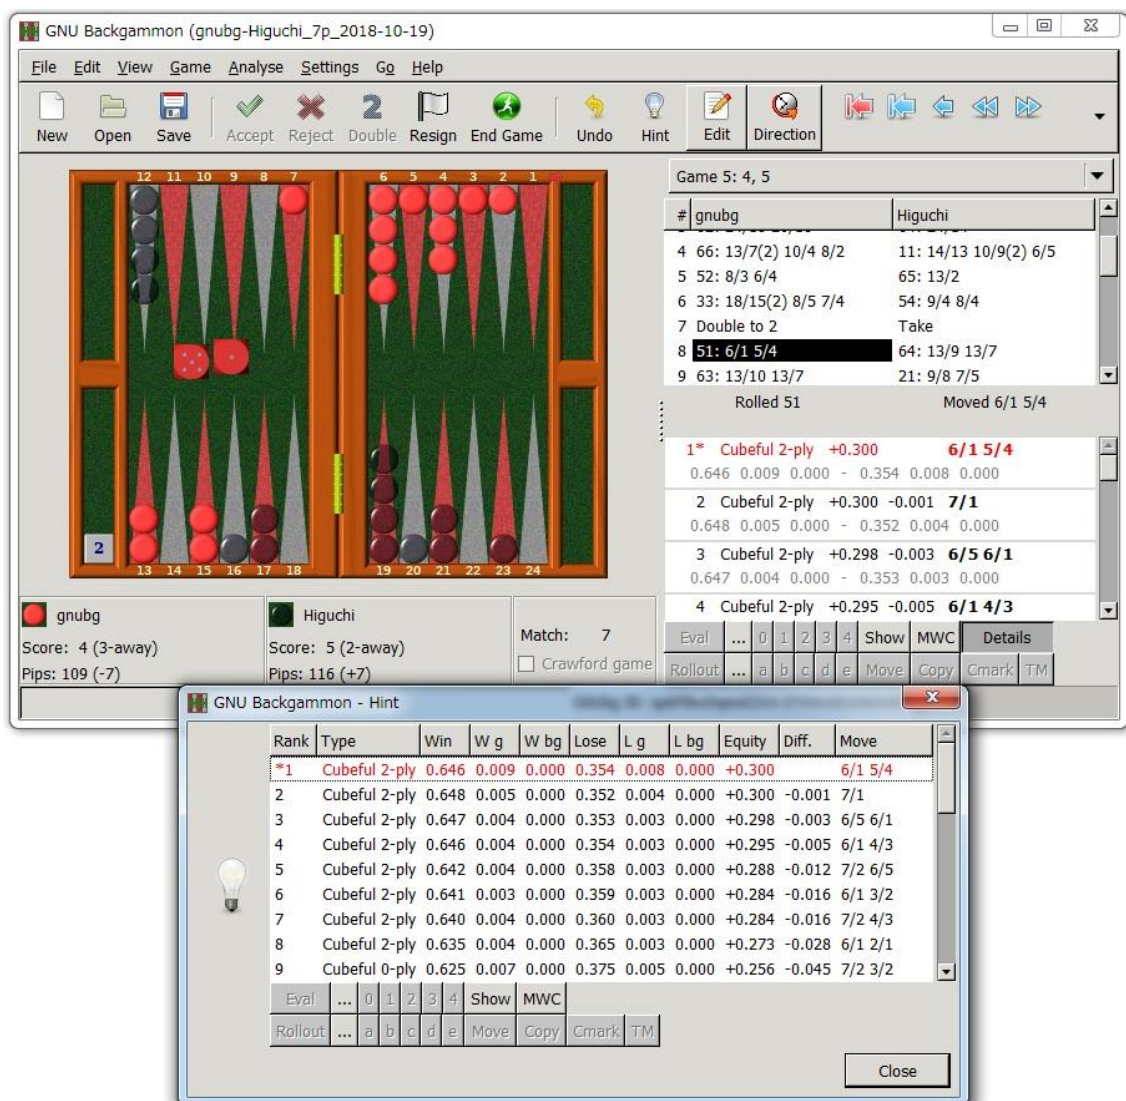 GNU Backgammon (gnubg-Higuchi_7p_2018-10-19)
File Edit View Game Analyse Settings Go Help
New Open Save Accept Reject Double Resign End Game Undo Hint Edit Direction
12 11 10 9 8 7 6 5 4 3 2 1
2
13 14 15 16 17 18 19 20 21 22 23 24
gnubg
Score: 4 (3-away)
Pips: 109 (-7)
Higuchi
Score: 5 (2-away)
Pips: 116 (+7)
Match: 7
Crawford game
Game 5: 4, 5
# gnubg Higuchi
4 66: 13/7(2) 10/4 8/2 11: 14/13 10/9(2) 6/5
5 52: 8/3 6/4 65: 13/2
6 33: 18/15(2) 8/5 7/4 54: 9/4 8/4
7 Double to 2 Take
8 51: 6/1 5/4 64: 13/9 13/7
9 63: 13/10 13/7 21: 9/8 7/5
Rolled 51 Moved 6/1 5/4
1* Cubeful 2-ply +0.300 6/1 5/4
0.646 0.009 0.000 - 0.354 0.008 0.000
2 Cubeful 2-ply +0.300 -0.001 7/1
0.648 0.005 0.000 - 0.352 0.004 0.000
3 Cubeful 2-ply +0.298 -0.003 6/5 6/1
0.647 0.004 0.000 - 0.353 0.003 0.000
4 Cubeful 2-ply +0.295 -0.005 6/1 4/3
Eval ... 0 1 2 3 4 Show MWC Details
Rollout ... a b c d e Move Copy Cmark TM
GNU Backgammon - Hint
Rank Type Win W g W bg Lose L g L bg Equity Diff. Move
*1 Cubeful 2-ply 0.646 0.009 0.000 0.354 0.008 0.000 +0.300 6/1 5/4
2 Cubeful 2-ply 0.648 0.005 0.000 0.352 0.004 0.000 +0.300 -0.001 7/1
3 Cubeful 2-ply 0.647 0.004 0.000 0.353 0.003 0.000 +0.298 -0.003 6/5 6/1
4 Cubeful 2-ply 0.646 0.004 0.000 0.354 0.003 0.000 +0.295 -0.005 6/1 4/3
5 Cubeful 2-ply 0.642 0.004 0.000 0.358 0.003 0.000 +0.288 -0.012 7/2 6/5
6 Cubeful 2-ply 0.641 0.003 0.000 0.359 0.003 0.000 +0.284 -0.016 6/1 3/2
7 Cubeful 2-ply 0.640 0.004 0.000 0.360 0.003 0.000 +0.284 -0.016 7/2 4/3
8 Cubeful 2-ply 0.635 0.004 0.000 0.365 0.003 0.000 +0.273 -0.028 6/1 2/1
9 Cubeful 0-ply 0.625 0.007 0.000 0.375 0.005 0.000 +0.256 -0.045 7/2 3/2
Eval ... 0 1 2 3 4 Show MWC
Rollout ... a b c d e Move Copy Cmark TM
Close